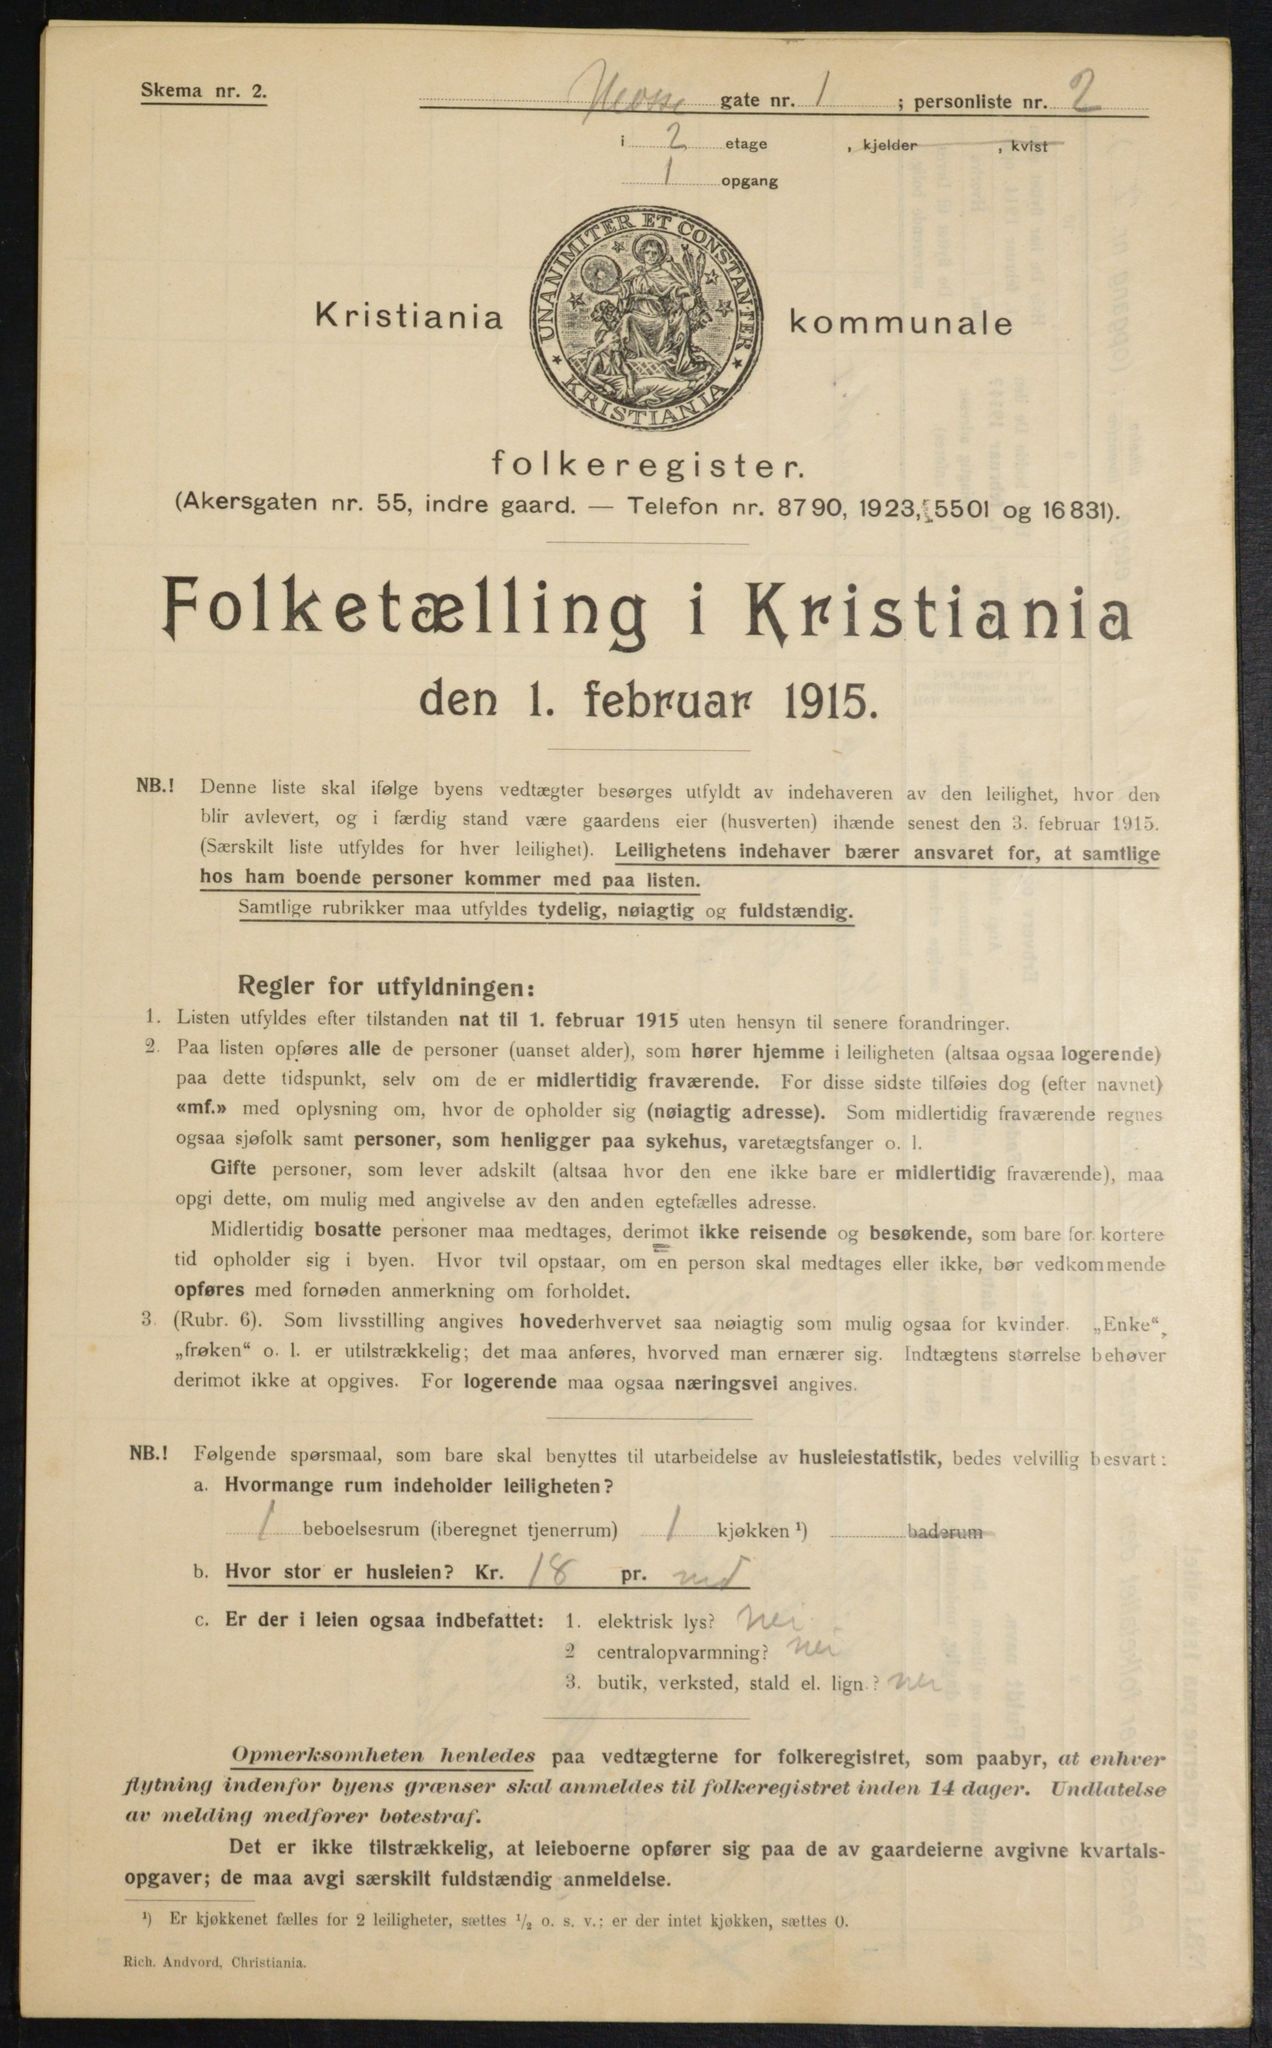 Skema nr. 2.
gate nr. 1 ; personliste nr. 2
i 2 etage , kjelder , kvist
1 opgang
UNANIMITER ET CONSTANTER * KRISTIANIA *
Kristiania kommunale
folkeregister.
(Akersgaten nr. 55, indre gaard. — Telefon nr. 8790, 1923, 5501 og 16831).
Folketælling i Kristiania
den 1. februar 1915.
NB.! Denne liste skal ifølge byens vedtægter besørges utfyldt av indehaveren av den leilighet, hvor den
blir avlevert, og i færdig stand være gaardens eier (husverten) ihænde senest den 3. februar 1915.
(Særskilt liste utfyldes for hver leilighet). Leilighetens indehaver bærer ansvaret for, at samtlige
hos ham boende personer kommer med paa listen.
Samtlige rubrikker maa utfyldes tydelig, nøiagtig og fuldstændig.
Regler for utfyldningen:
1. Listen utfyldes efter tilstanden nat til 1. februar 1915 uten hensyn til senere forandringer.
2. Paa listen opføres alle de personer (uanset alder), som hører hjemme i leiligheten (altsaa ogsaa logerende)
paa dette tidspunkt, selv om de er midlertidig fraværende. For disse sidste tilføies dog (efter navnet)
«mf.» med oplysning om, hvor de opholder sig (nøiagtig adresse). Som midlertidig fraværende regnes
ogsaa sjøfolk samt personer, som henligger paa sykehus, varetægtsfanger o. l.
Gifte personer, som lever adskilt (altsaa hvor den ene ikke bare er midlertidig fraværende), maa
opgi dette, om mulig med angivelse av den anden egtefælles adresse.
Midlertidig bosatte personer maa medtages, derimot ikke reisende og besøkende, som bare for kortere
tid opholder sig i byen. Hvor tvil opstaar, om en person skal medtages eller ikke, bør vedkommende
opføres med fornøden anmerkning om forholdet.
3. (Rubr. 6). Som livsstilling angives hovederhvervet saa nøiagtig som mulig ogsaa for kvinder. „Enke“,
„frøken“ o. l. er utilstrækkelig; det maa anføres, hvorved man ernærer sig. Indtægtens størrelse behøver
derimot ikke at opgives. For logerende maa ogsaa næringsvei angives.
NB.! Følgende spørsmaal, som bare skal benyttes til utarbeidelse av husleiestatistik, bedes velvillig besvart:
a. Hvormange rum indeholder leiligheten?
1 beboelsesrum (iberegnet tjenerrum) 1 kjøkken ¹) baderum
b. Hvor stor er husleien? Kr. 18 pr. md
c. Er der i leien ogsaa indbefattet: 1. elektrisk lys? Nei
2 centralopvarmning? nei
3. butik, verksted, stald el. lign.? nei
Opmerksomheten henledes paa vedtægterne for folkeregistret, som paabyr, at enhver
flytning indenfor byens grænser skal anmeldes til folkeregistret inden 14 dager. Undlatelse
av melding medfører bøtestraf.
Det er ikke tilstrækkelig, at leieboerne opfører sig paa de av gaardeierne avgivne kvartals-
opgaver; de maa avgi særskilt fuldstændig anmeldelse.
¹) Er kjøkkenet fælles for 2 leiligheter, sættes ¹/₂ o. s. v.; er der intet kjøkken, sættes 0.
Rich. Andvord, Christiania.